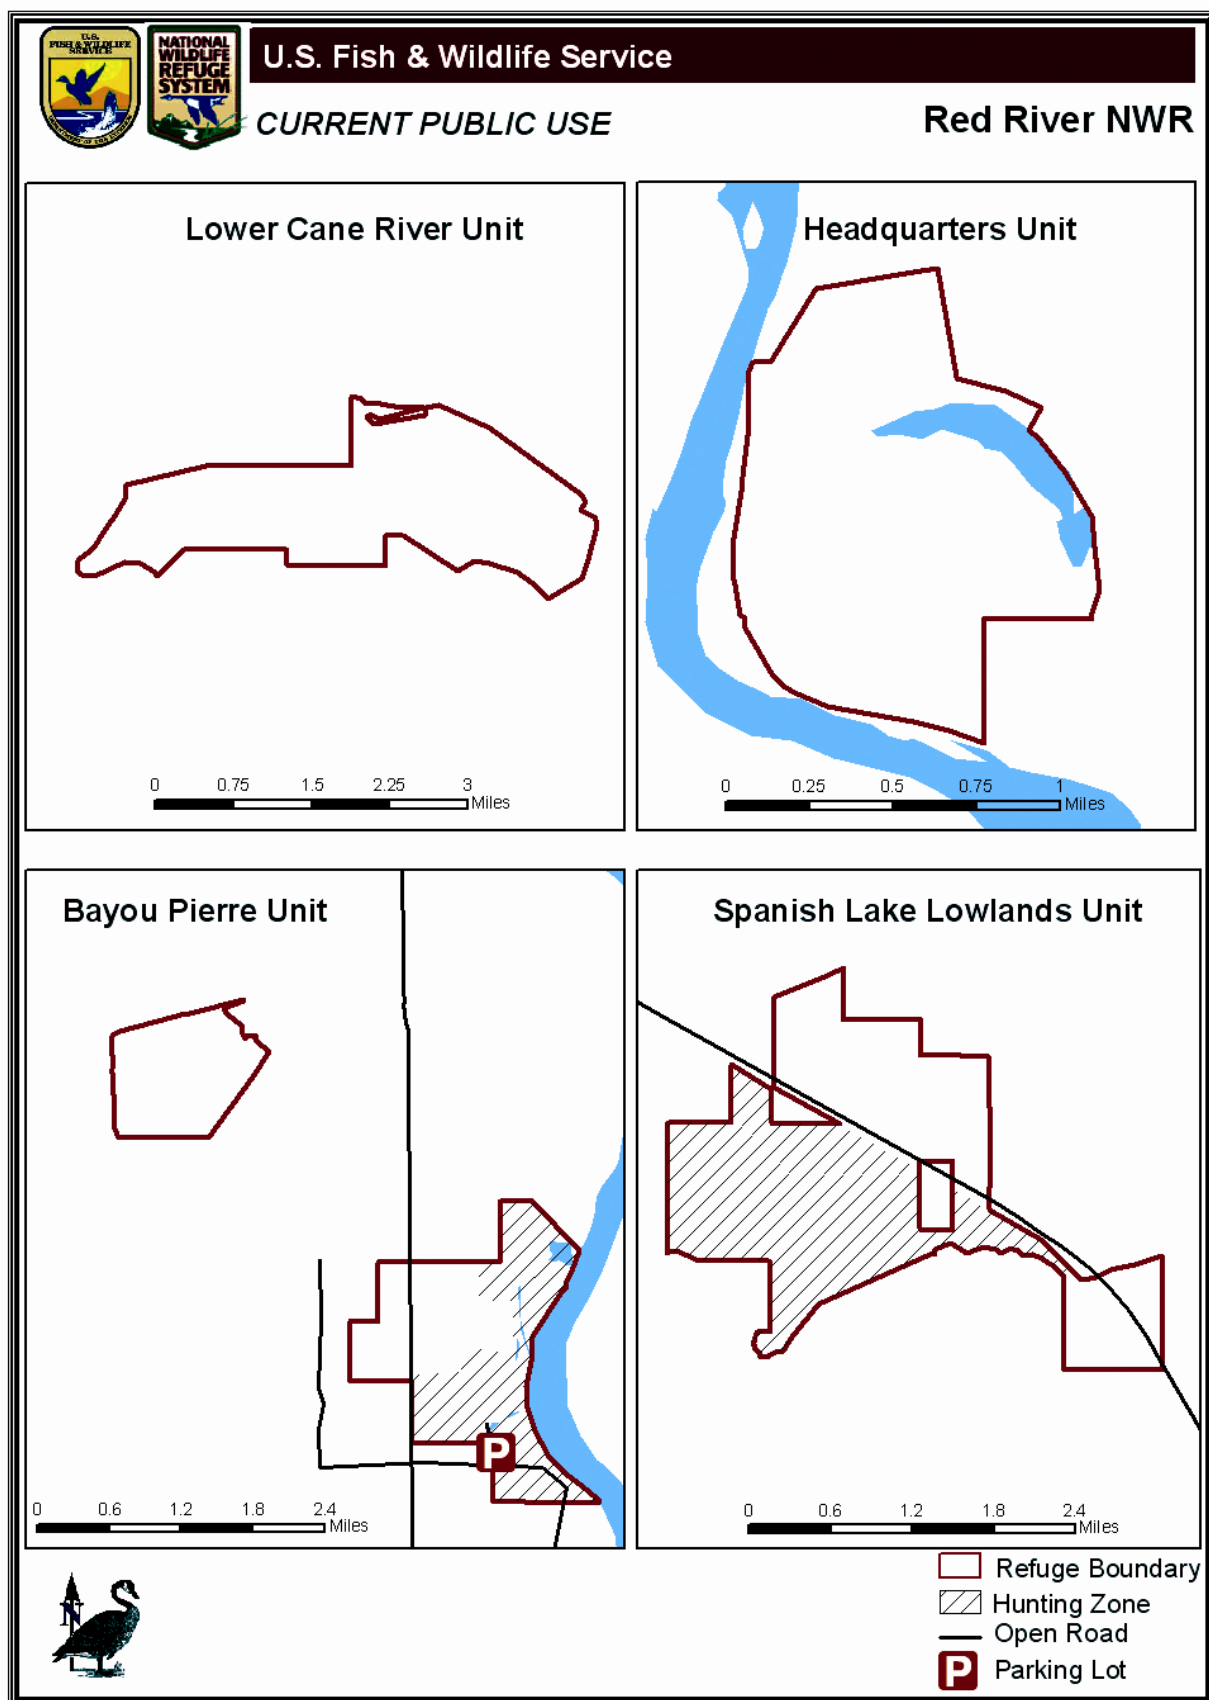 U.S.
FISH & WILDLIFE
SERVICE
NATIONAL
WILDLIFE
REFUGE
SYSTEM
U.S. Fish & Wildlife Service
CURRENT PUBLIC USE
Red River NWR
Lower Cane River Unit
0 0.75 1.5 2.25 3
Miles
Headquarters Unit
0 0.25 0.5 0.75 1
Miles
Bayou Pierre Unit
P
0 0.6 1.2 1.8 2.4
Miles
Spanish Lake Lowlands Unit
0 0.6 1.2 1.8 2.4
Miles
N
Refuge Boundary
Hunting Zone
Open Road
P Parking Lot